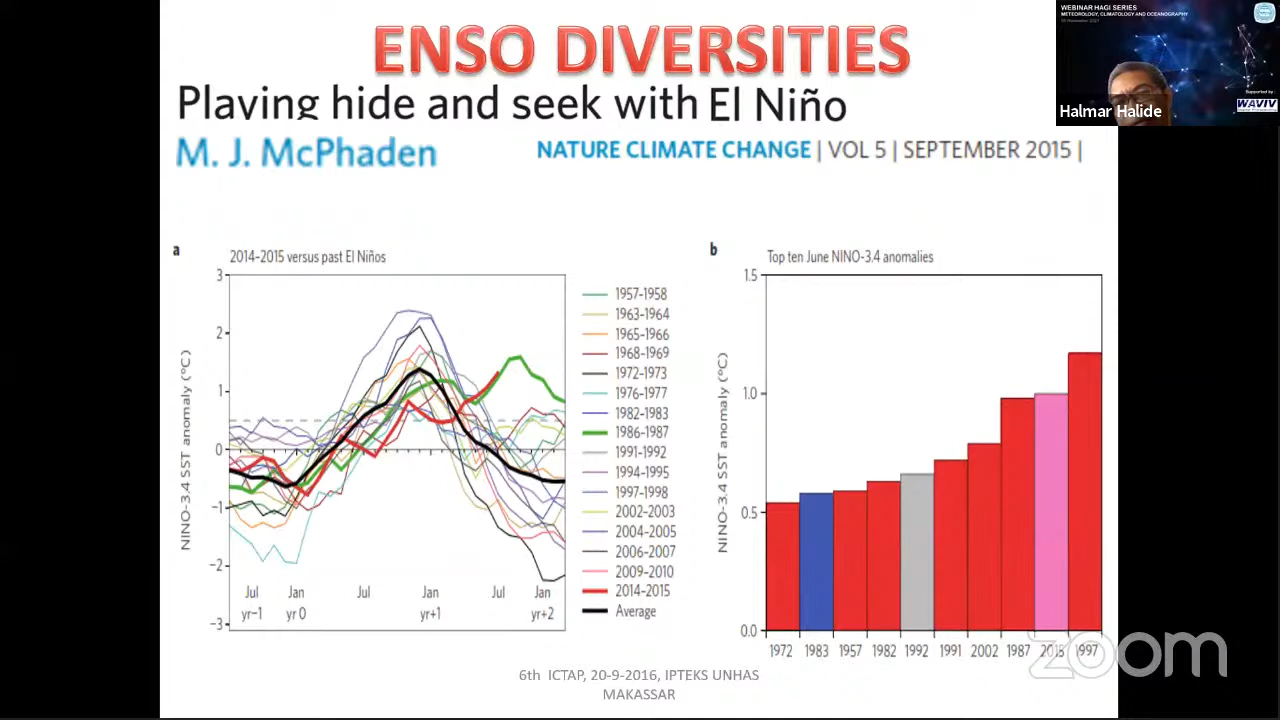 ENSO DIVERSITIES
Playing hide and seek with El Niño
M. J. McPhaden
NATURE CLIMATE CHANGE | VOL 5 | SEPTEMBER 2015 |
WEBINAR HAGI SERIES
METEOROLOGY, CLIMATOLOGY AND OCEANOGRAPHY
Supported by :
WAVIV
Halmar Halide
a
2014–2015 versus past El Niños
NINO-3.4 SST anomaly (°C)
3
2
1
0
−1
−2
−3
Jul
yr−1
Jan
yr 0
Jul
Jan
yr+1
Jul
Jan
yr+2
1957–1958
1963–1964
1965–1966
1968–1969
1972–1973
1976–1977
1982–1983
1986–1987
1991–1992
1994–1995
1997–1998
2002–2003
2004–2005
2006–2007
2009–2010
2014–2015
Average
b
Top ten June NINO-3.4 anomalies
NINO-3.4 SST anomaly (°C)
1.5
1.0
0.5
0.0
1972 1983 1957 1982 1992 1991 2002 1987 2015 1997
6th ICTAP, 20-9-2016, IPTEKS UNHAS
MAKASSAR
zoom